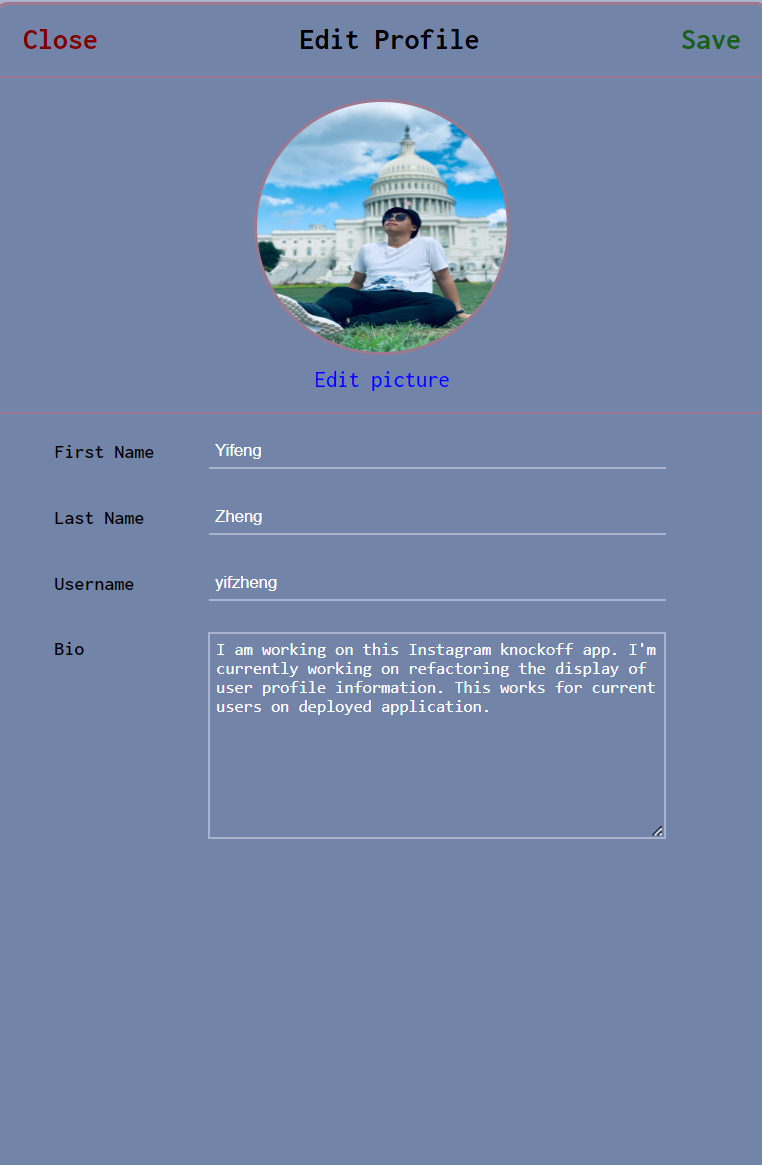 Close Edit Profile Save
Edit picture
First Name Yifeng
Last Name Zheng
Username yifzheng
Bio I am working on this Instagram knockoff app. I'm
currently working on refactoring the display of
user profile information. This works for current
users on deployed application.